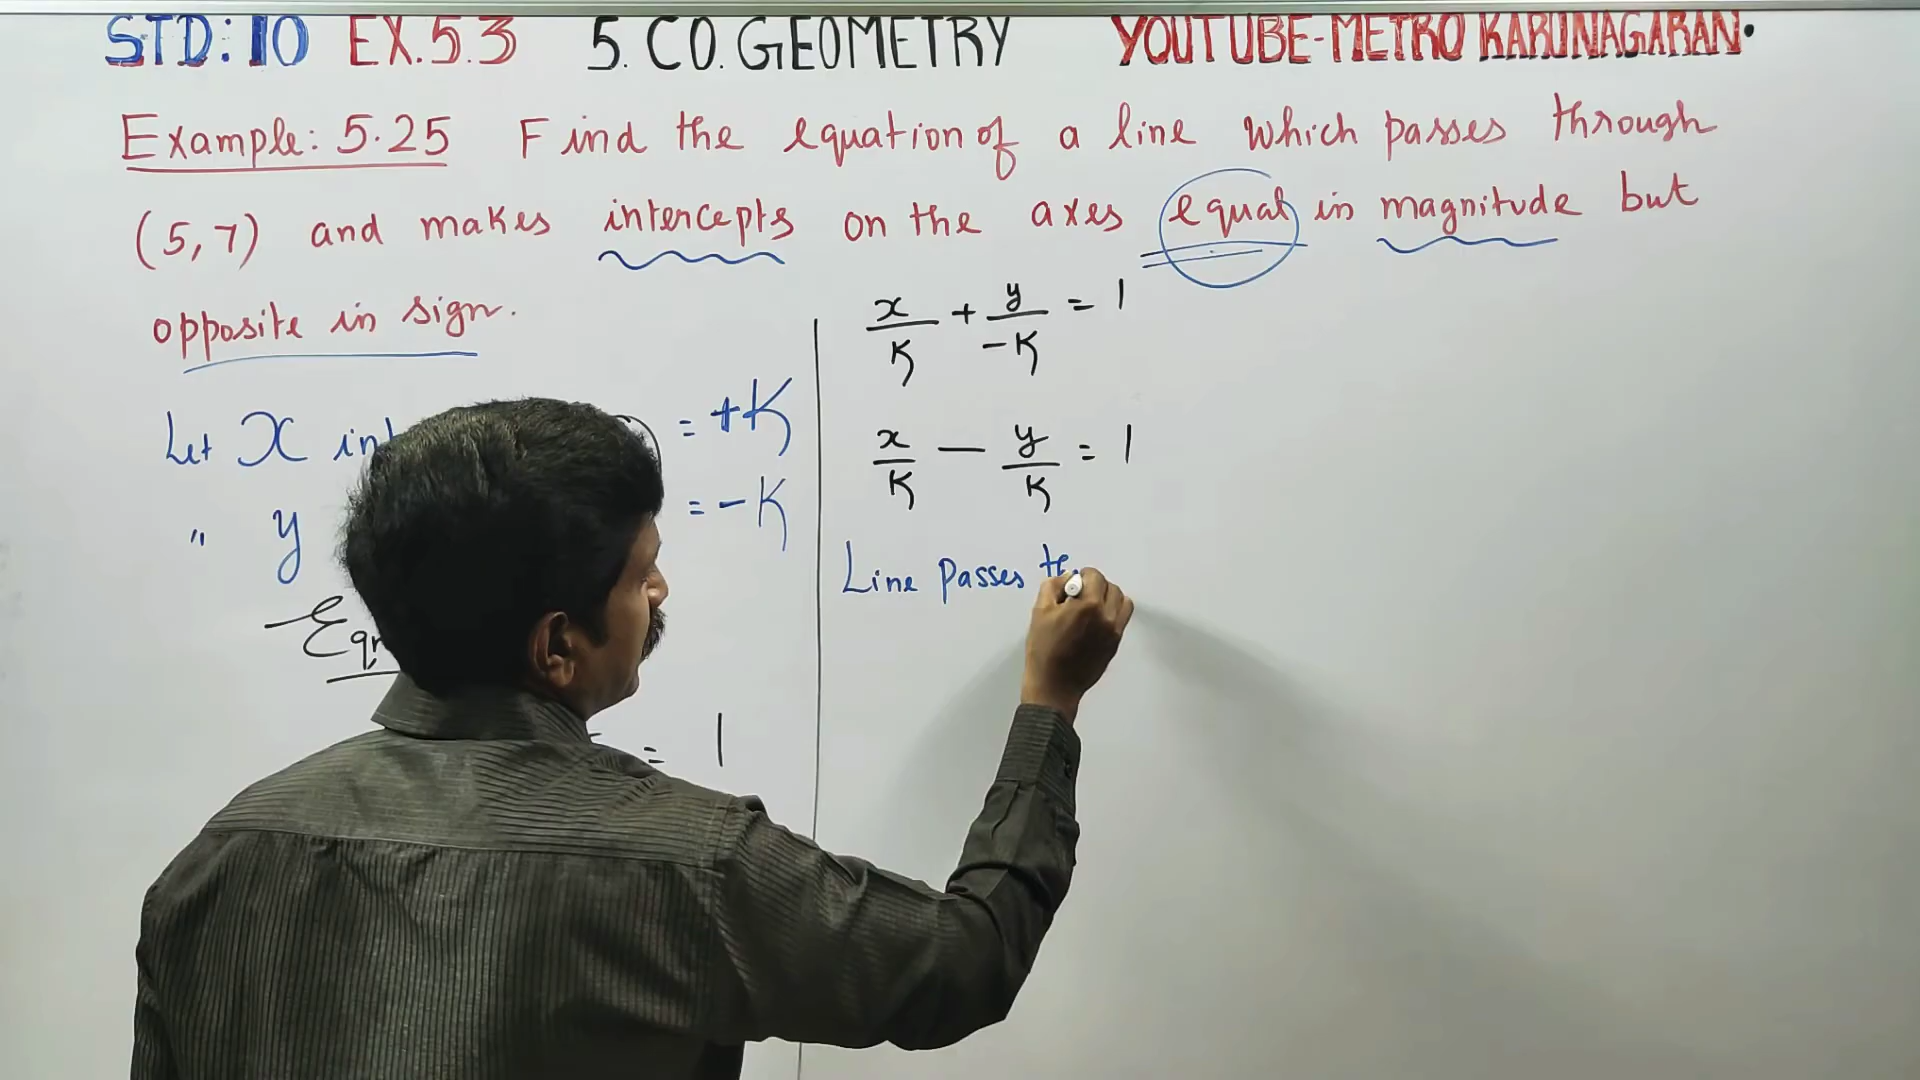 STD: 10 EX.5.3 5. CO. GEOMETRY YOUTUBE-METRO KARUNAGARAN.
Example: 5.25 Find the equation of a line which passes through
(5,7) and makes intercepts on the axes equal in magnitude but
opposite in sign.
Let x = +K
" y = -K
= 1
x/K + y/-K = 1
x/K - y/K = 1
Line passes